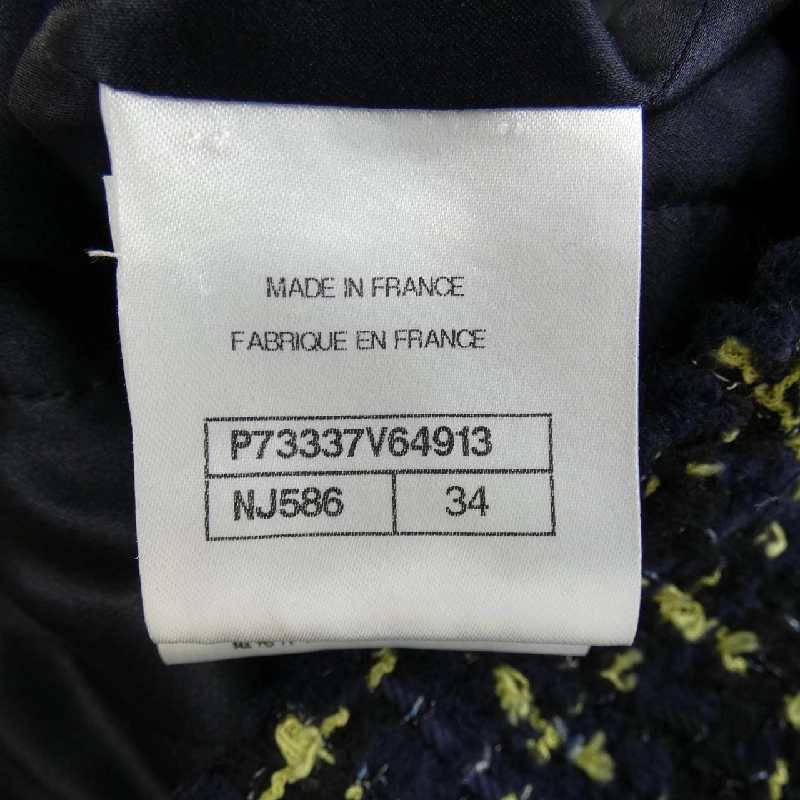 MADE IN FRANCE
FABRIQUE EN FRANCE
P73337V64913
NJ586 34